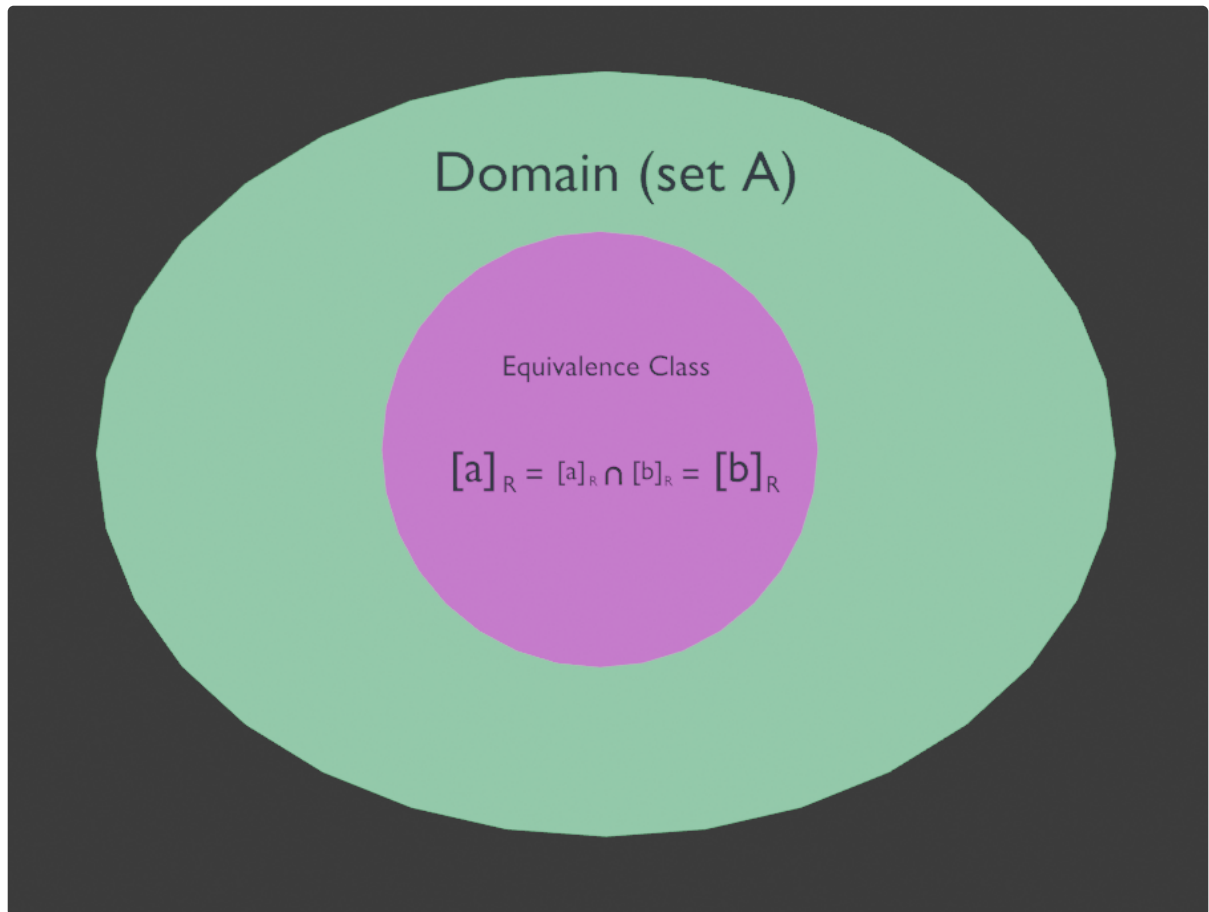 Domain (set A)
Equivalence Class
[a]R = [a]R ∩ [b]R = [b]R